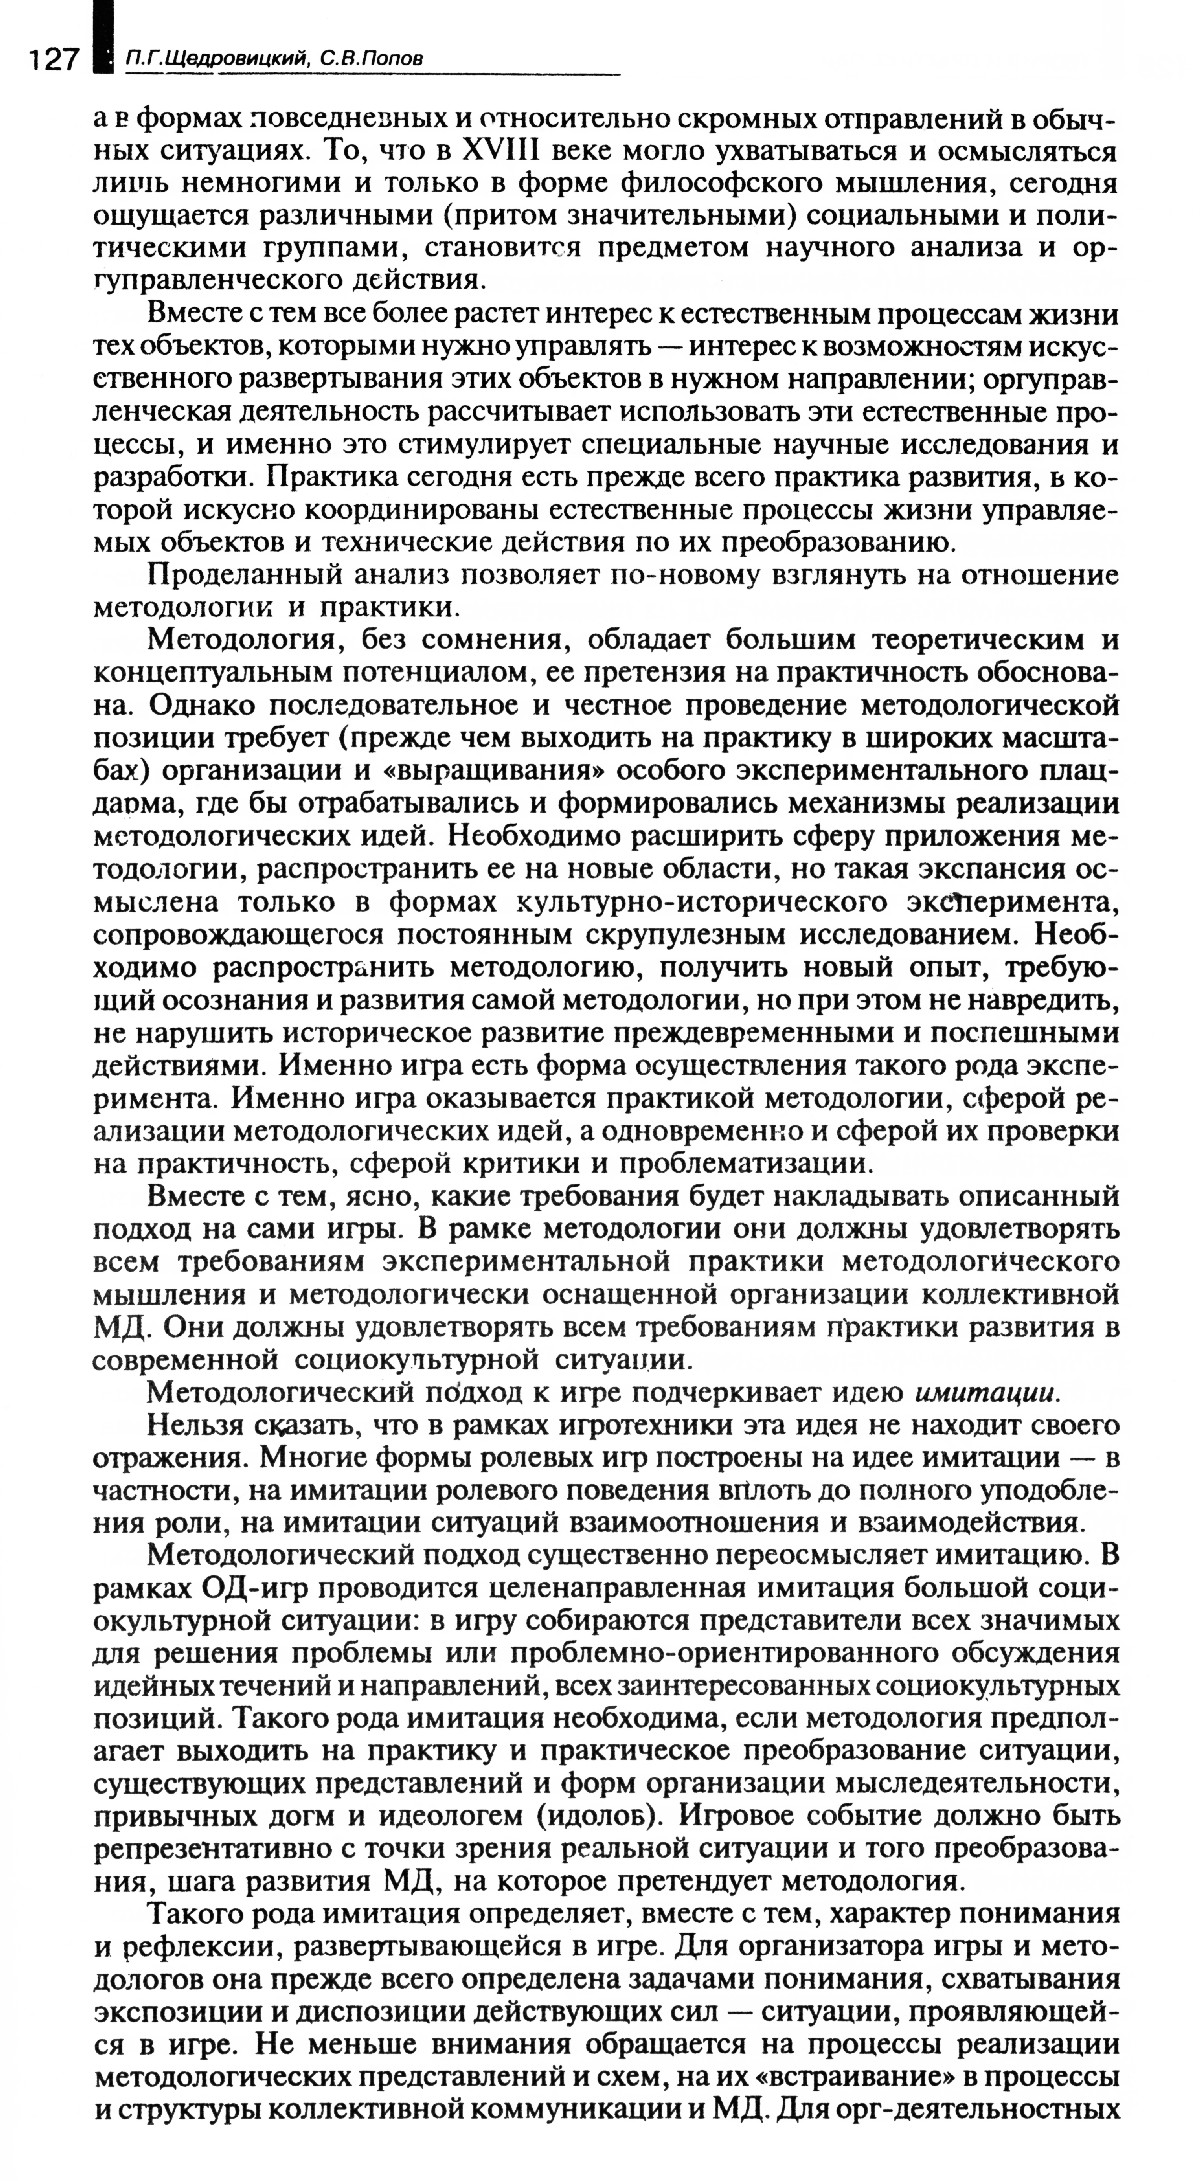 127 П.Г.Щедровицкий, С.В.Попов
а в формах повседневных и относительно скромных отправлений в обыч-
ных ситуациях. То, что в XVIII веке могло ухватываться и осмысляться
лишь немногими и только в форме философского мышления, сегодня
ощущается различными (притом значительными) социальными и поли-
тическими группами, становится предметом научного анализа и ор-
гуправленческого действия.
Вместе с тем все более растет интерес к естественным процессам жизни
тех объектов, которыми нужно управлять — интерес к возможностям искус-
ственного развертывания этих объектов в нужном направлении; оргуправ-
ленческая деятельность рассчитывает использовать эти естественные про-
цессы, и именно это стимулирует специальные научные исследования и
разработки. Практика сегодня есть прежде всего практика развития, в ко-
торой искусно координированы естественные процессы жизни управляе-
мых объектов и технические действия по их преобразованию.
Проделанный анализ позволяет по-новому взглянуть на отношение
методологии и практики.
Методология, без сомнения, обладает большим теоретическим и
концептуальным потенциалом, ее претензия на практичность обоснова-
на. Однако последовательное и честное проведение методологической
позиции требует (прежде чем выходить на практику в широких масшта-
бах) организации и «выращивания» особого экспериментального плац-
дарма, где бы отрабатывались и формировались механизмы реализации
методологических идей. Необходимо расширить сферу приложения ме-
тодологии, распространить ее на новые области, но такая экспансия ос-
мыслена только в формах культурно-исторического эксперимента,
сопровождающегося постоянным скрупулезным исследованием. Необ-
ходимо распространить методологию, получить новый опыт, требую-
щий осознания и развития самой методологии, но при этом не навредить,
не нарушить историческое развитие преждевременными и поспешными
действиями. Именно игра есть форма осуществления такого рода экспе-
римента. Именно игра оказывается практикой методологии, сферой ре-
ализации методологических идей, а одновременно и сферой их проверки
на практичность, сферой критики и проблематизации.
Вместе с тем, ясно, какие требования будет накладывать описанный
подход на сами игры. В рамке методологии они должны удовлетворять
всем требованиям экспериментальной практики методологического
мышления и методологически оснащенной организации коллективной
МД. Они должны удовлетворять всем требованиям практики развития в
современной социокультурной ситуации.
Методологический подход к игре подчеркивает идею имитации.
Нельзя сказать, что в рамках игротехники эта идея не находит своего
отражения. Многие формы ролевых игр построены на идее имитации — в
частности, на имитации ролевого поведения вплоть до полного уподобле-
ния роли, на имитации ситуаций взаимоотношения и взаимодействия.
Методологический подход существенно переосмысляет имитацию. В
рамках ОД-игр проводится целенаправленная имитация большой соци-
окультурной ситуации: в игру собираются представители всех значимых
для решения проблемы или проблемно-ориентированного обсуждения
идейных течений и направлений, всех заинтересованных социокультурных
позиций. Такого рода имитация необходима, если методология предпол-
агает выходить на практику и практическое преобразование ситуации,
существующих представлений и форм организации мыследеятельности,
привычных догм и идеологем (идолов). Игровое событие должно быть
репрезентативно с точки зрения реальной ситуации и того преобразова-
ния, шага развития МД, на которое претендует методология.
Такого рода имитация определяет, вместе с тем, характер понимания
и рефлексии, развертывающейся в игре. Для организатора игры и мето-
дологов она прежде всего определена задачами понимания, схватывания
экспозиции и диспозиции действующих сил — ситуации, проявляющей-
ся в игре. Не меньше внимания обращается на процессы реализации
методологических представлений и схем, на их «встраивание» в процессы
и структуры коллективной коммуникации и МД. Для орг-деятельностных